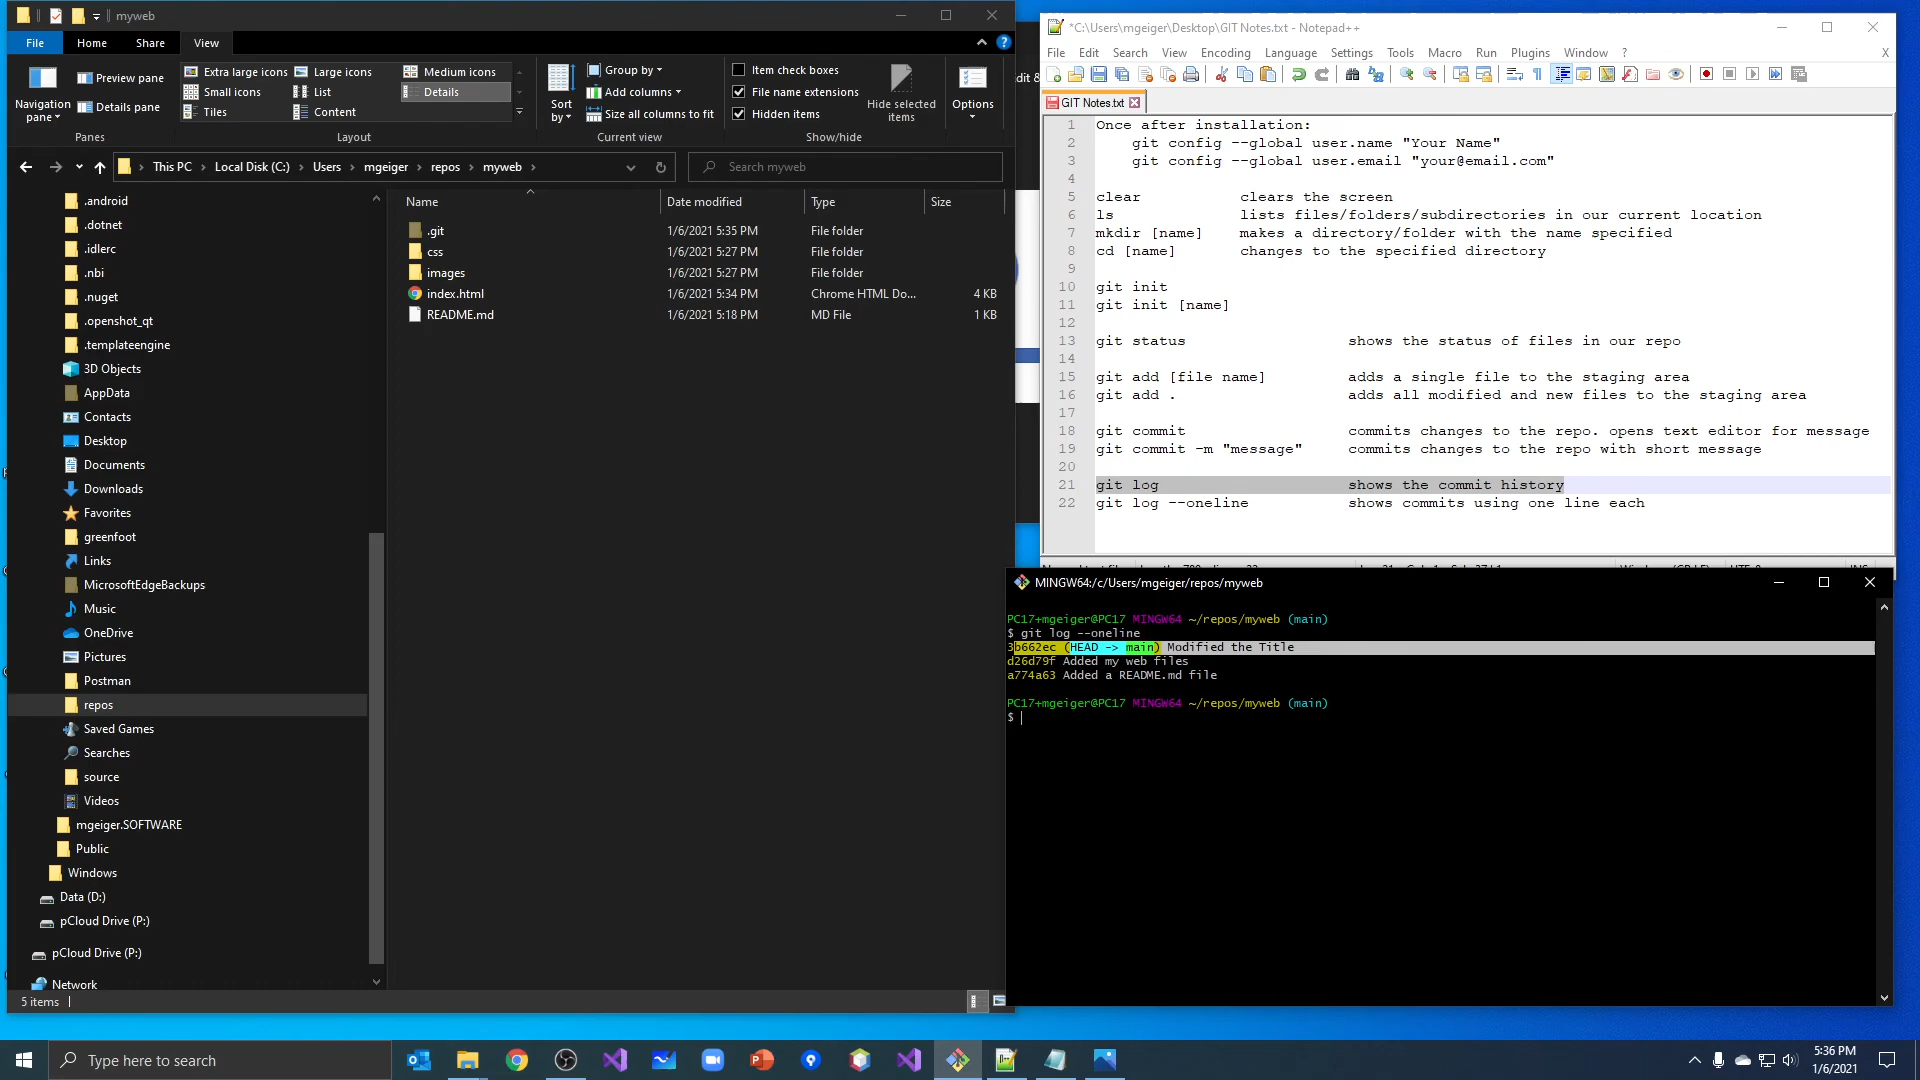 myweb
File Home Share View
Navigation pane
Preview pane
Details pane
Panes
Extra large icons Large icons Medium icons
Small icons List Details
Tiles Content
Layout
Sort by
Group by
Add columns
Size all columns to fit
Current view
Item check boxes
File name extensions
Hidden items
Hide selected items
Show/hide
Options
This PC Local Disk (C:) Users mgeiger repos myweb
Search myweb
.android
.dotnet
.idlerc
.nbi
.nuget
.openshot_qt
.templateengine
3D Objects
AppData
Contacts
Desktop
Documents
Downloads
Favorites
greenfoot
Links
MicrosoftEdgeBackups
Music
OneDrive
Pictures
Postman
repos
Saved Games
Searches
source
Videos
mgeiger.SOFTWARE
Public
Windows
Data (D:)
pCloud Drive (P:)
pCloud Drive (P:)
Network
Name Date modified Type Size
.git 1/6/2021 5:35 PM File folder
css 1/6/2021 5:27 PM File folder
images 1/6/2021 5:27 PM File folder
index.html 1/6/2021 5:34 PM Chrome HTML Do... 4 KB
README.md 1/6/2021 5:18 PM MD File 1 KB
5 items
*C:\Users\mgeiger\Desktop\GIT Notes.txt - Notepad++
File Edit Search View Encoding Language Settings Tools Macro Run Plugins Window ? X
GIT Notes.txt
1 Once after installation:
2 git config --global user.name "Your Name"
3 git config --global user.email "your@email.com"
4
5 clear clears the screen
6 ls lists files/folders/subdirectories in our current location
7 mkdir [name] makes a directory/folder with the name specified
8 cd [name] changes to the specified directory
9
10 git init
11 git init [name]
12
13 git status shows the status of files in our repo
14
15 git add [file name] adds a single file to the staging area
16 git add . adds all modified and new files to the staging area
17
18 git commit commits changes to the repo. opens text editor for message
19 git commit -m "message" commits changes to the repo with short message
20
21 git log shows the commit history
22 git log --oneline shows commits using one line each
MINGW64:/c/Users/mgeiger/repos/myweb
PC17+mgeiger@PC17 MINGW64 ~/repos/myweb (main)
$ git log --oneline
3b662ec (HEAD -> main) Modified the Title
d26d79f Added my web files
a774a63 Added a README.md file
PC17+mgeiger@PC17 MINGW64 ~/repos/myweb (main)
$
Type here to search
5:36 PM
1/6/2021